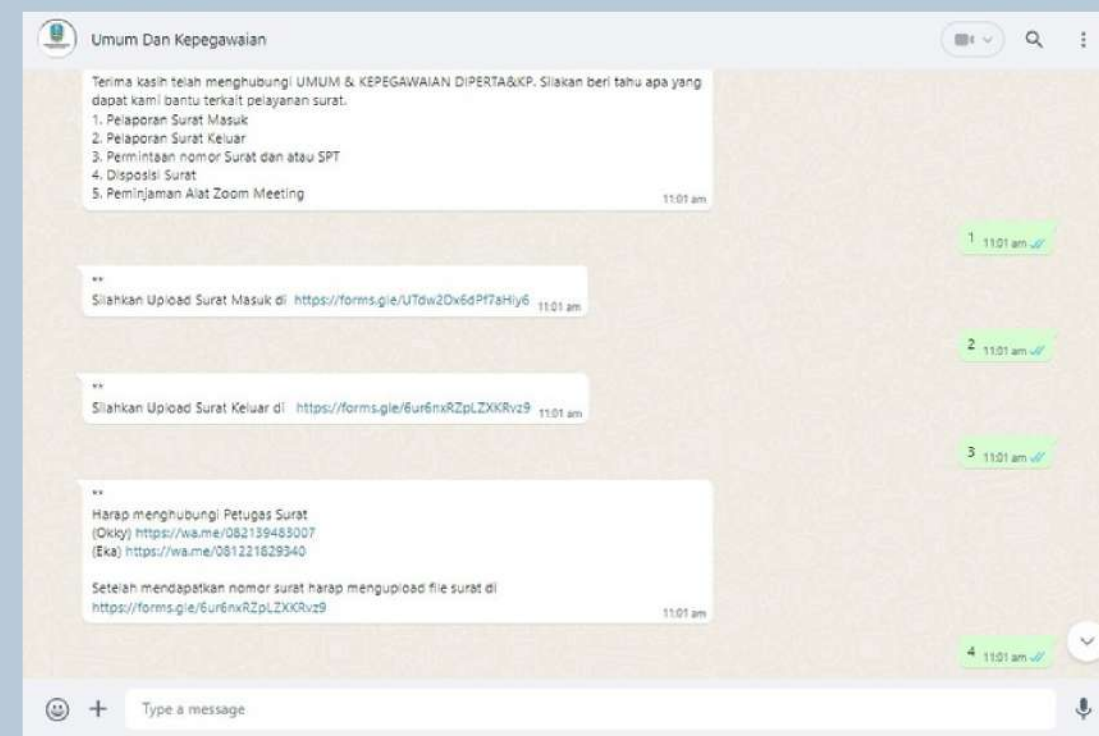 Umum Dan Kepegawaian
Terima kasih telah menghubungi UMUM & KEPEGAWAIAN DIPERTA&KP. Silakan beri tahu apa yang
dapat kami bantu terkait pelayanan surat.
1. Pelaporan Surat Masuk
2. Pelaporan Surat Keluar
3. Permintaan nomor Surat dan atau SPT
4. Disposisi Surat
5. Peminjaman Alat Zoom Meeting
11:01 am
1 11:01 am
**
Silahkan Upload Surat Masuk di https://forms.gle/UTdw2Dx6dPf7aHiy6 11:01 am
2 11:01 am
**
Silahkan Upload Surat Keluar di https://forms.gle/6ur6nxRZpLZXKRvz9 11:01 am
3 11:01 am
**
Harap menghubungi Petugas Surat
(Okky) https://wa.me/082139483007
(Eka) https://wa.me/081221829340
Setelah mendapatkan nomor surat harap mengupload file surat di
https://forms.gle/6ur6nxRZpLZXKRvz9
11:01 am
4 11:01 am
Type a message